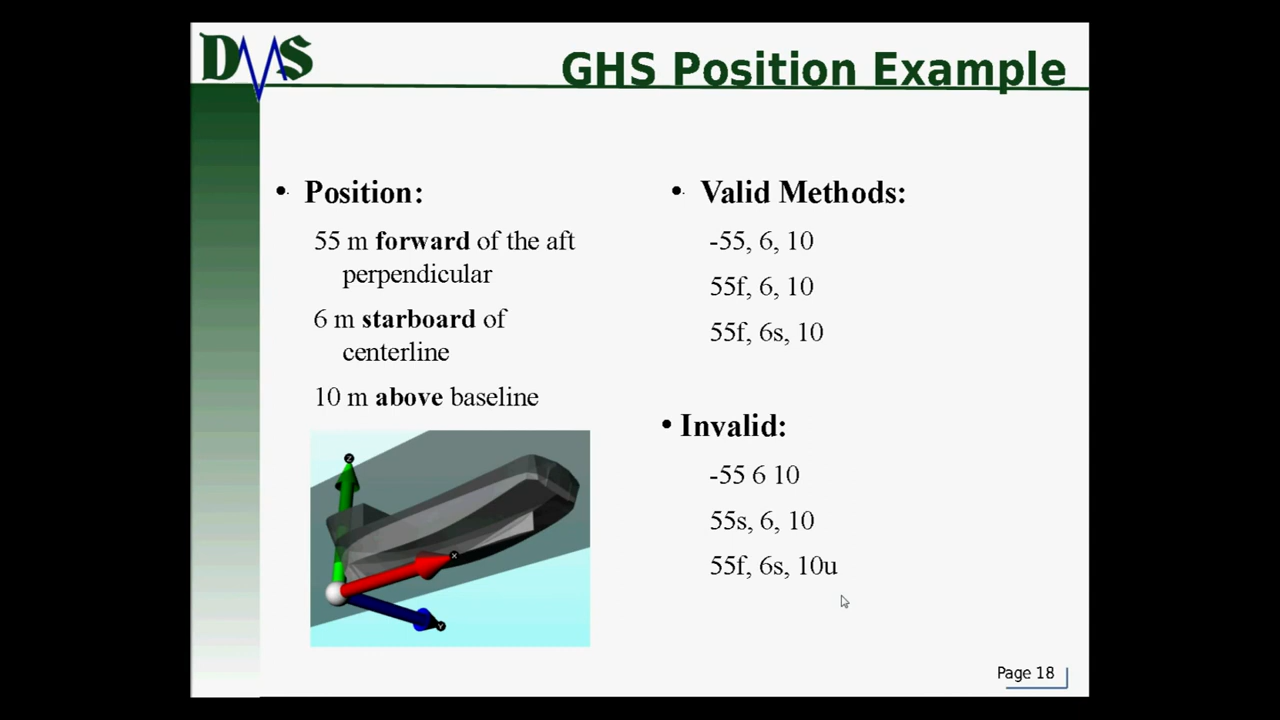 DMS
GHS Position Example
• Position:
55 m forward of the aft
perpendicular
6 m starboard of
centerline
10 m above baseline
Z
X
Y
• Valid Methods:
-55, 6, 10
55f, 6, 10
55f, 6s, 10
• Invalid:
-55 6 10
55s, 6, 10
55f, 6s, 10u
Page 18